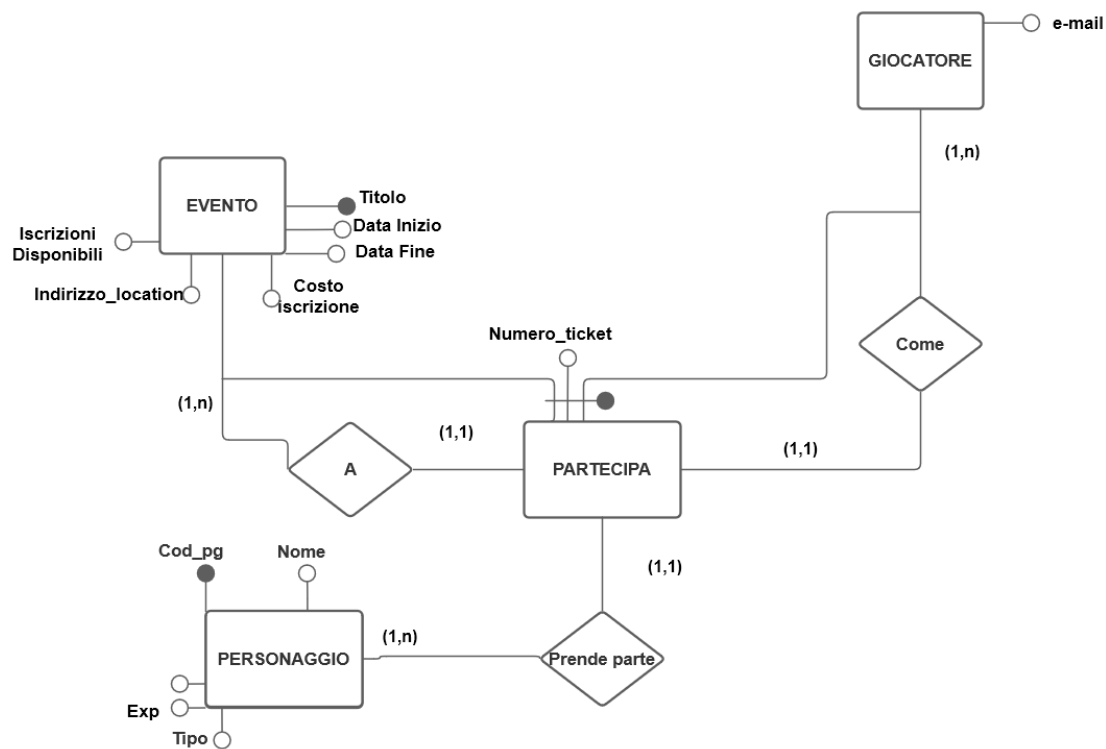 e-mail
GIOCATORE
(1,n)
EVENTO
Titolo
Data Inizio
Data Fine
Iscrizioni
Disponibili
Indirizzo_location
Costo
iscrizione
Come
Numero_ticket
(1,n)
(1,1)
(1,1)
A
PARTECIPA
Cod_pg
Nome
(1,1)
(1,n)
PERSONAGGIO
Prende parte
Exp
Tipo